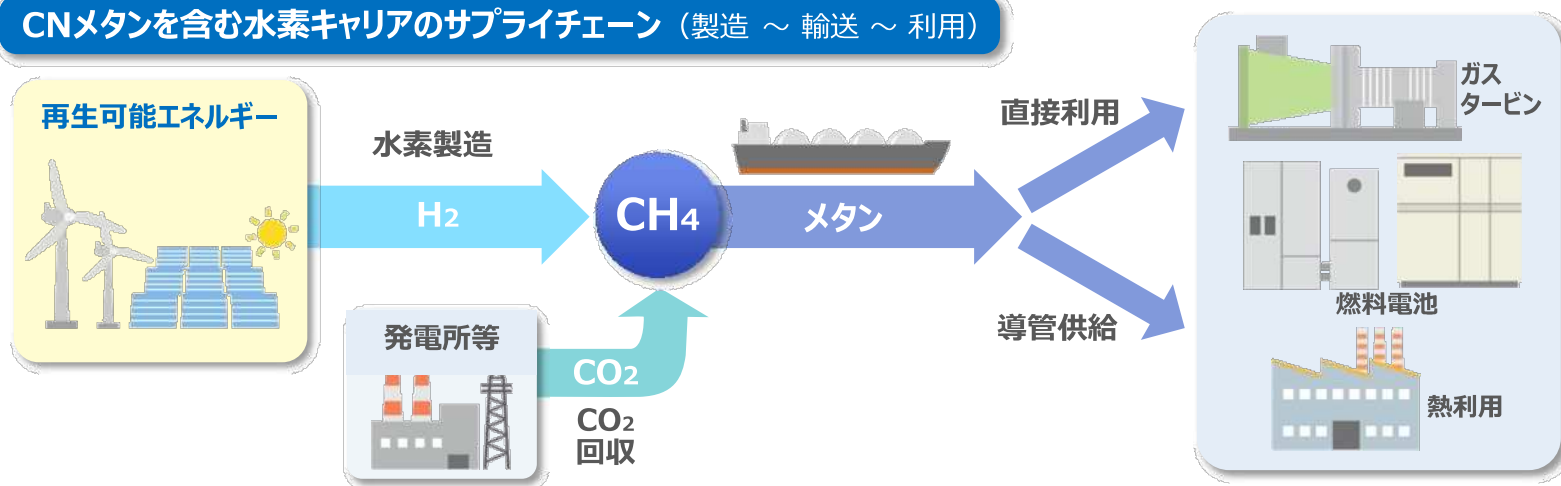 CNメタンを含む水素キャリアのサプライチェーン（製造 ～ 輸送 ～ 利用）
再生可能エネルギー
水素製造
H2
発電所等
CO2
CO2
回収
CH4
メタン
直接利用
導管供給
ガス
タービン
燃料電池
熱利用